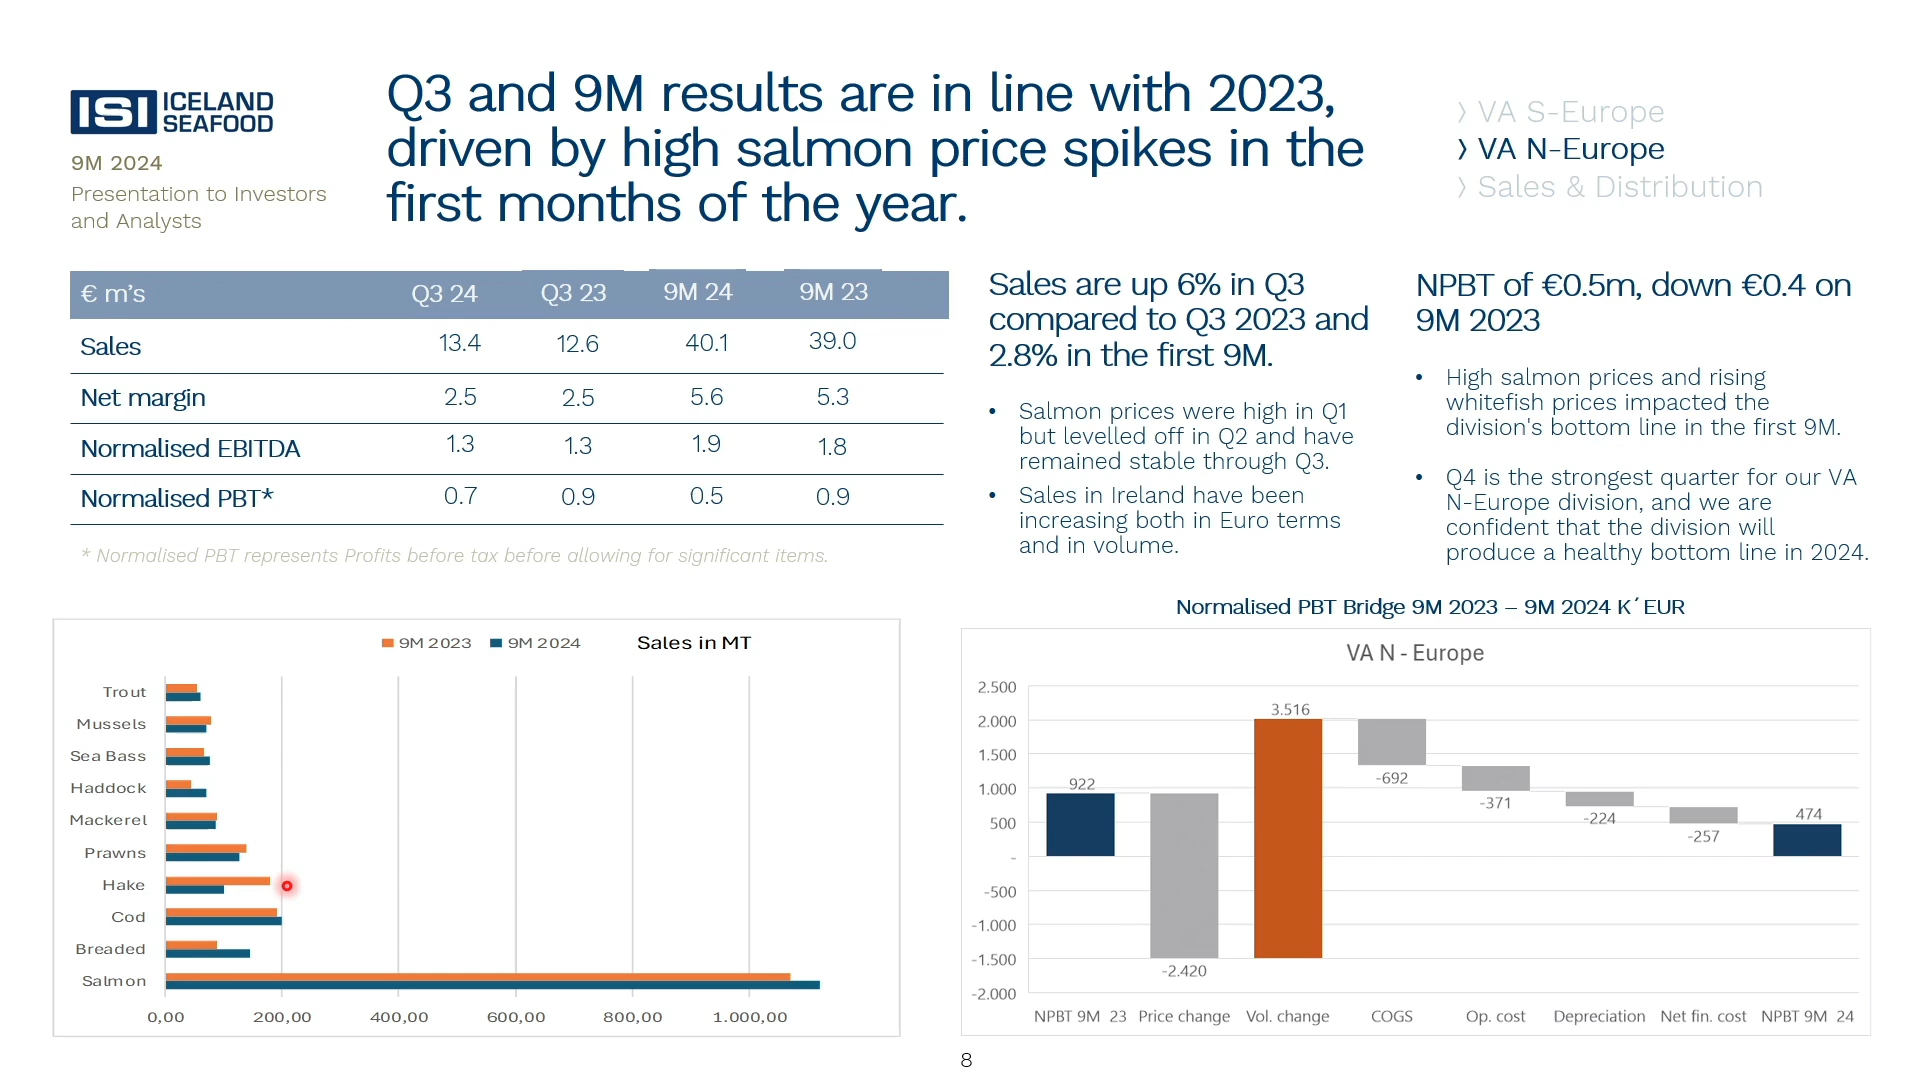 ISI ICELAND
SEAFOOD
9M 2024
Presentation to Investors
and Analysts
Q3 and 9M results are in line with 2023,
driven by high salmon price spikes in the
first months of the year.
› VA S-Europe
› VA N-Europe
› Sales & Distribution
€ m's Q3 24 Q3 23 9M 24 9M 23
Sales 13.4 12.6 40.1 39.0
Net margin 2.5 2.5 5.6 5.3
Normalised EBITDA 1.3 1.3 1.9 1.8
Normalised PBT* 0.7 0.9 0.5 0.9
* Normalised PBT represents Profits before tax before allowing for significant items.
Sales are up 6% in Q3
compared to Q3 2023 and
2.8% in the first 9M.
• Salmon prices were high in Q1
but levelled off in Q2 and have
remained stable through Q3.
• Sales in Ireland have been
increasing both in Euro terms
and in volume.
NPBT of €0.5m, down €0.4 on
9M 2023
• High salmon prices and rising
whitefish prices impacted the
division's bottom line in the first 9M.
• Q4 is the strongest quarter for our VA
N-Europe division, and we are
confident that the division will
produce a healthy bottom line in 2024.
9M 2023 9M 2024 Sales in MT
Trout
Mussels
Sea Bass
Haddock
Mackerel
Prawns
Hake
Cod
Breaded
Salmon
0,00 200,00 400,00 600,00 800,00 1.000,00
Normalised PBT Bridge 9M 2023 – 9M 2024 K´EUR
VA N - Europe
2.500
2.000
1.500
1.000
500
-
-500
-1.000
-1.500
-2.000
922
-2.420
3.516
-692
-371
-224
-257
474
NPBT 9M 23 Price change Vol. change COGS Op. cost Depreciation Net fin. cost NPBT 9M 24
8